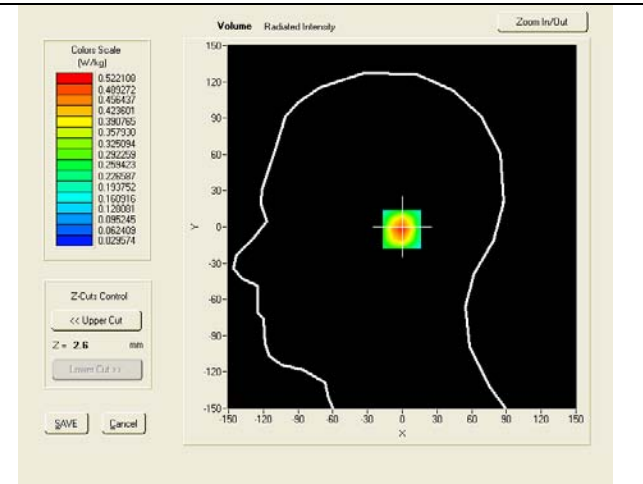 Volume Radiated Intensity
Zoom In/Out
Colors Scale
(W/kg)
0.522108
0.489272
0.456437
0.423601
0.390765
0.357930
0.325094
0.292259
0.259423
0.226587
0.193752
0.160916
0.128081
0.095245
0.062409
0.029574
Z-Cuts Control
<< Upper Cut
Z = 2.6 mm
Lower Cut >>
SAVE Cancel
150
120
90
60
30
Y 0
-30
-60
-90
-120
-150
-150 -120 -90 -60 -30 0 30 60 90 120 150
X